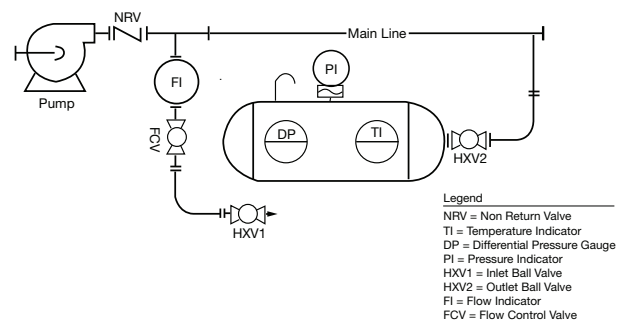 NRV
Main Line
PI
FI
Pump
DP
TI
FCV
HXV2
HXV1
Legend
NRV = Non Return Valve
TI = Temperature Indicator
DP = Differential Pressure Gauge
PI = Pressure Indicator
HXV1 = Inlet Ball Valve
HXV2 = Outlet Ball Valve
FI = Flow Indicator
FCV = Flow Control Valve